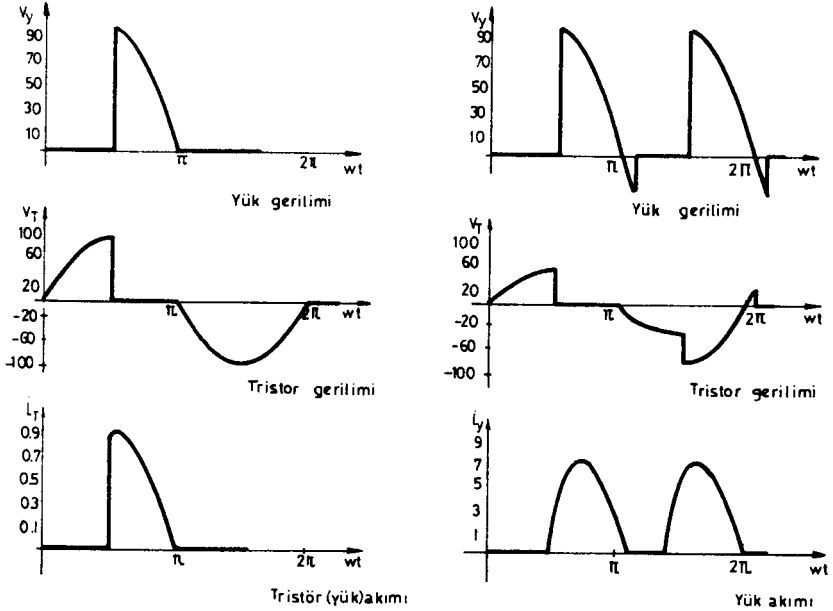 Vy
90
70
50
30
10
π
2π
wt
Yük gerilimi
VT
100
60
20
-20
-60
-100
π
2π
wt
Tristor gerilimi
iT
0.9
0.7
0.5
0.3
0.1
π
2π
wt
Tristör (yük) akımı
Vy
90
70
50
30
10
π
2π
wt
Yük gerilimi
VT
100
60
20
-20
-60
-100
π
2π
wt
Tristor gerilimi
iy
9
7
5
3
1
π
2π
wt
Yük akımı